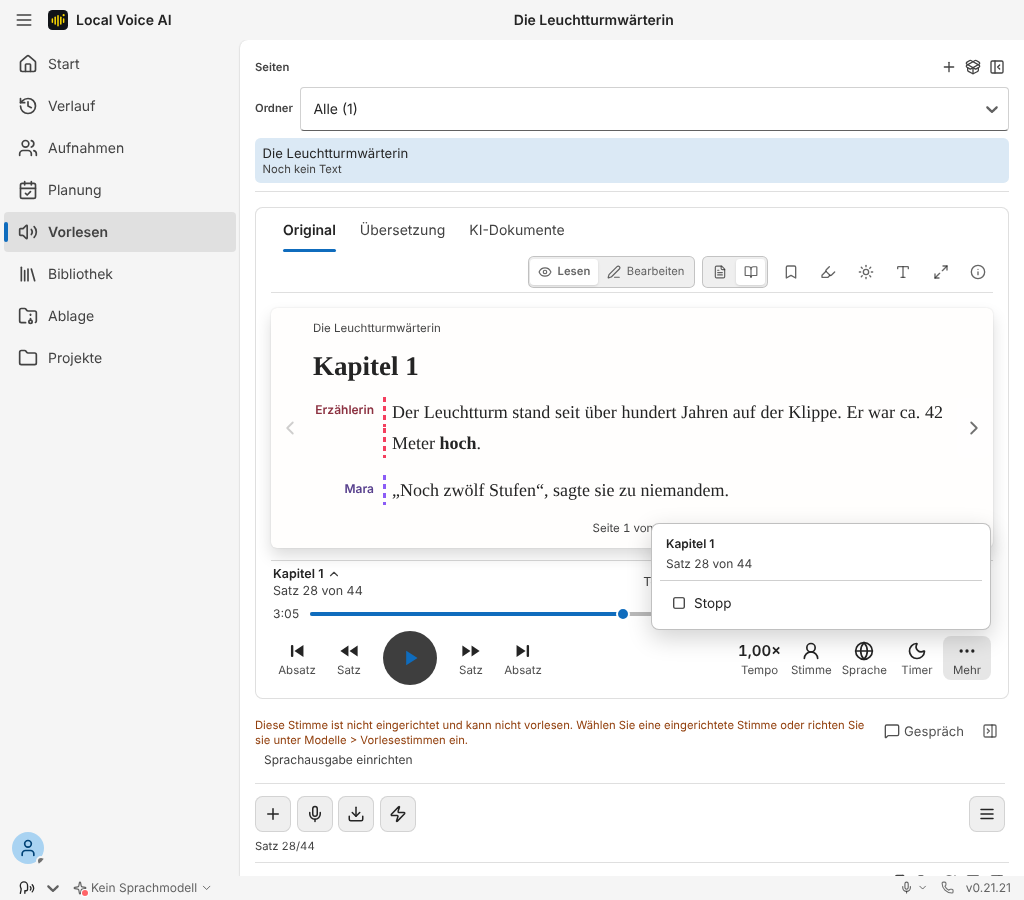 Local Voice AI
Die Leuchtturmwärterin
Start
Verlauf
Aufnahmen
Planung
Vorlesen
Bibliothek
Ablage
Projekte
Seiten
Ordner
Alle (1)
Die Leuchtturmwärterin
Noch kein Text
Original Übersetzung KI-Dokumente
Lesen Bearbeiten
Die Leuchtturmwärterin
Kapitel 1
Erzählerin
Der Leuchtturm stand seit über hundert Jahren auf der Klippe. Er war ca. 42
Meter hoch.
Mara
„Noch zwölf Stufen“, sagte sie zu niemandem.
Seite 1 von
Kapitel 1
Satz 28 von 44
Stopp
Kapitel 1
Satz 28 von 44
3:05
Absatz Satz Satz Absatz
1,00×
Tempo Stimme Sprache Timer Mehr
Diese Stimme ist nicht eingerichtet und kann nicht vorlesen. Wählen Sie eine eingerichtete Stimme oder richten Sie
sie unter Modelle > Vorlesestimmen ein.
Gespräch
Sprachausgabe einrichten
Satz 28/44
Kein Sprachmodell
v0.21.21